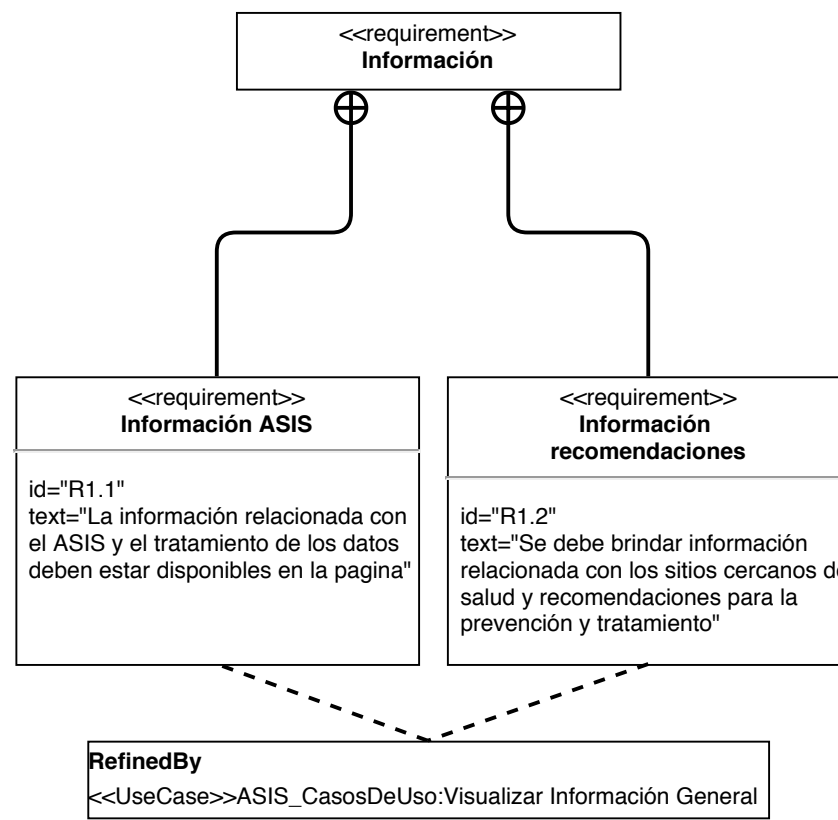 <<requirement>>
Información
<<requirement>>
Información ASIS
id="R1.1"
text="La información relacionada con
el ASIS y el tratamiento de los datos
deben estar disponibles en la pagina"
<<requirement>>
Información
recomendaciones
id="R1.2"
text="Se debe brindar información
relacionada con los sitios cercanos de
salud y recomendaciones para la
prevención y tratamiento"
RefinedBy
<<UseCase>>ASIS_CasosDeUso:Visualizar Información General